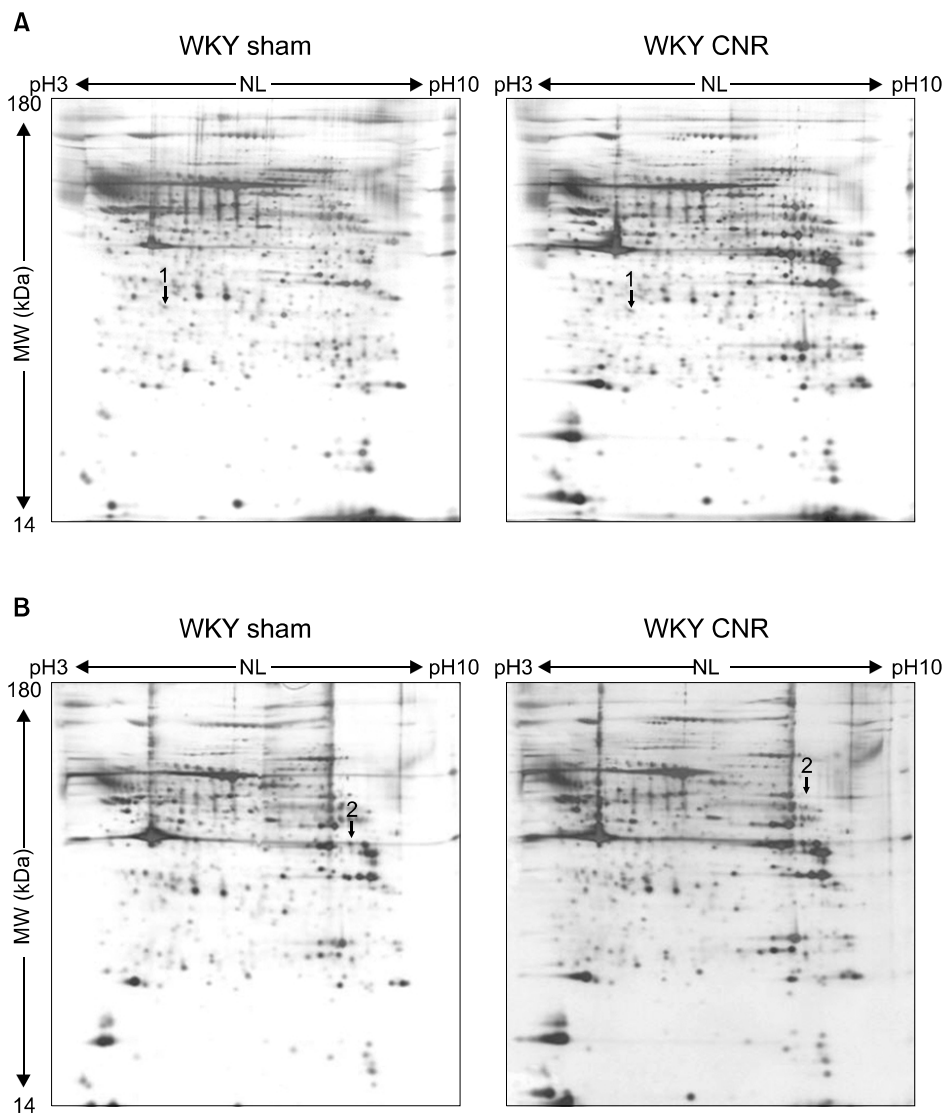 A
WKY sham
WKY CNR
pH3 NL pH10
pH3 NL pH10
180
MW (kDa)
14
1
1
B
WKY sham
WKY CNR
pH3 NL pH10
pH3 NL pH10
180
MW (kDa)
14
2
2